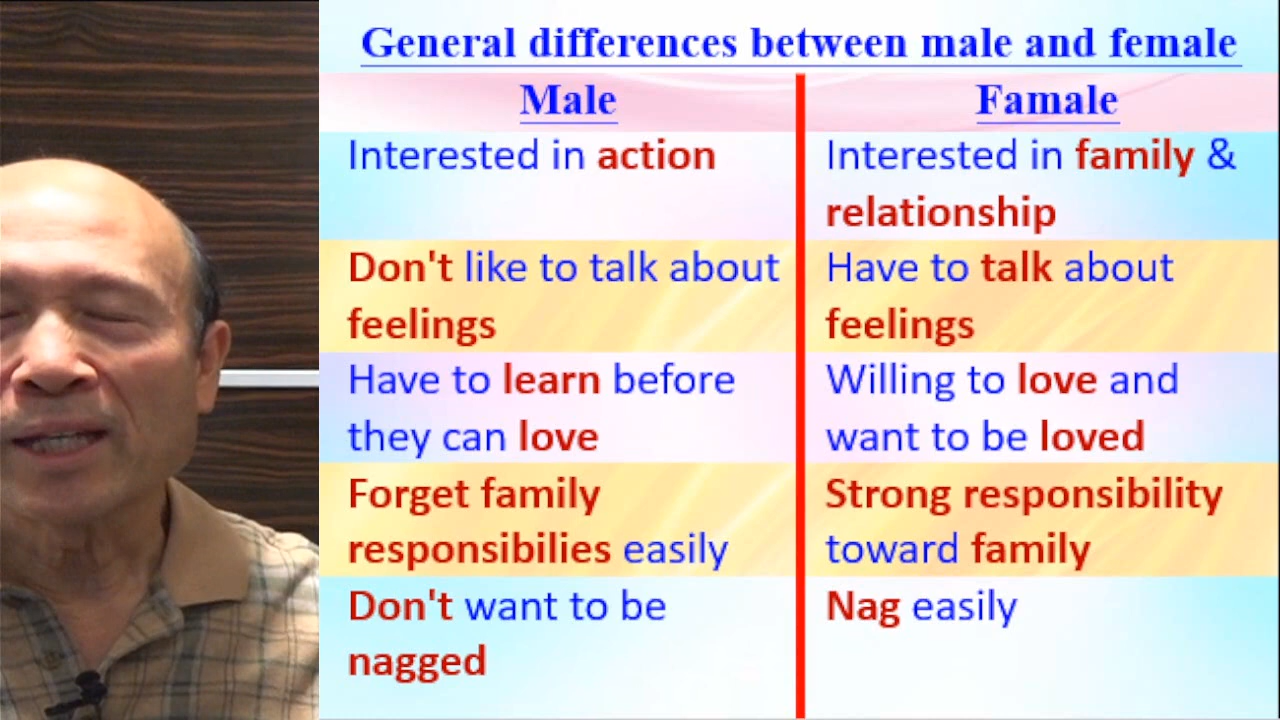 General differences between male and female
Male
Famale
Interested in action
Interested in family &
relationship
Don't like to talk about
feelings
Have to talk about
feelings
Have to learn before
they can love
Willing to love and
want to be loved
Forget family
responsibilies easily
Strong responsibility
toward family
Don't want to be
nagged
Nag easily